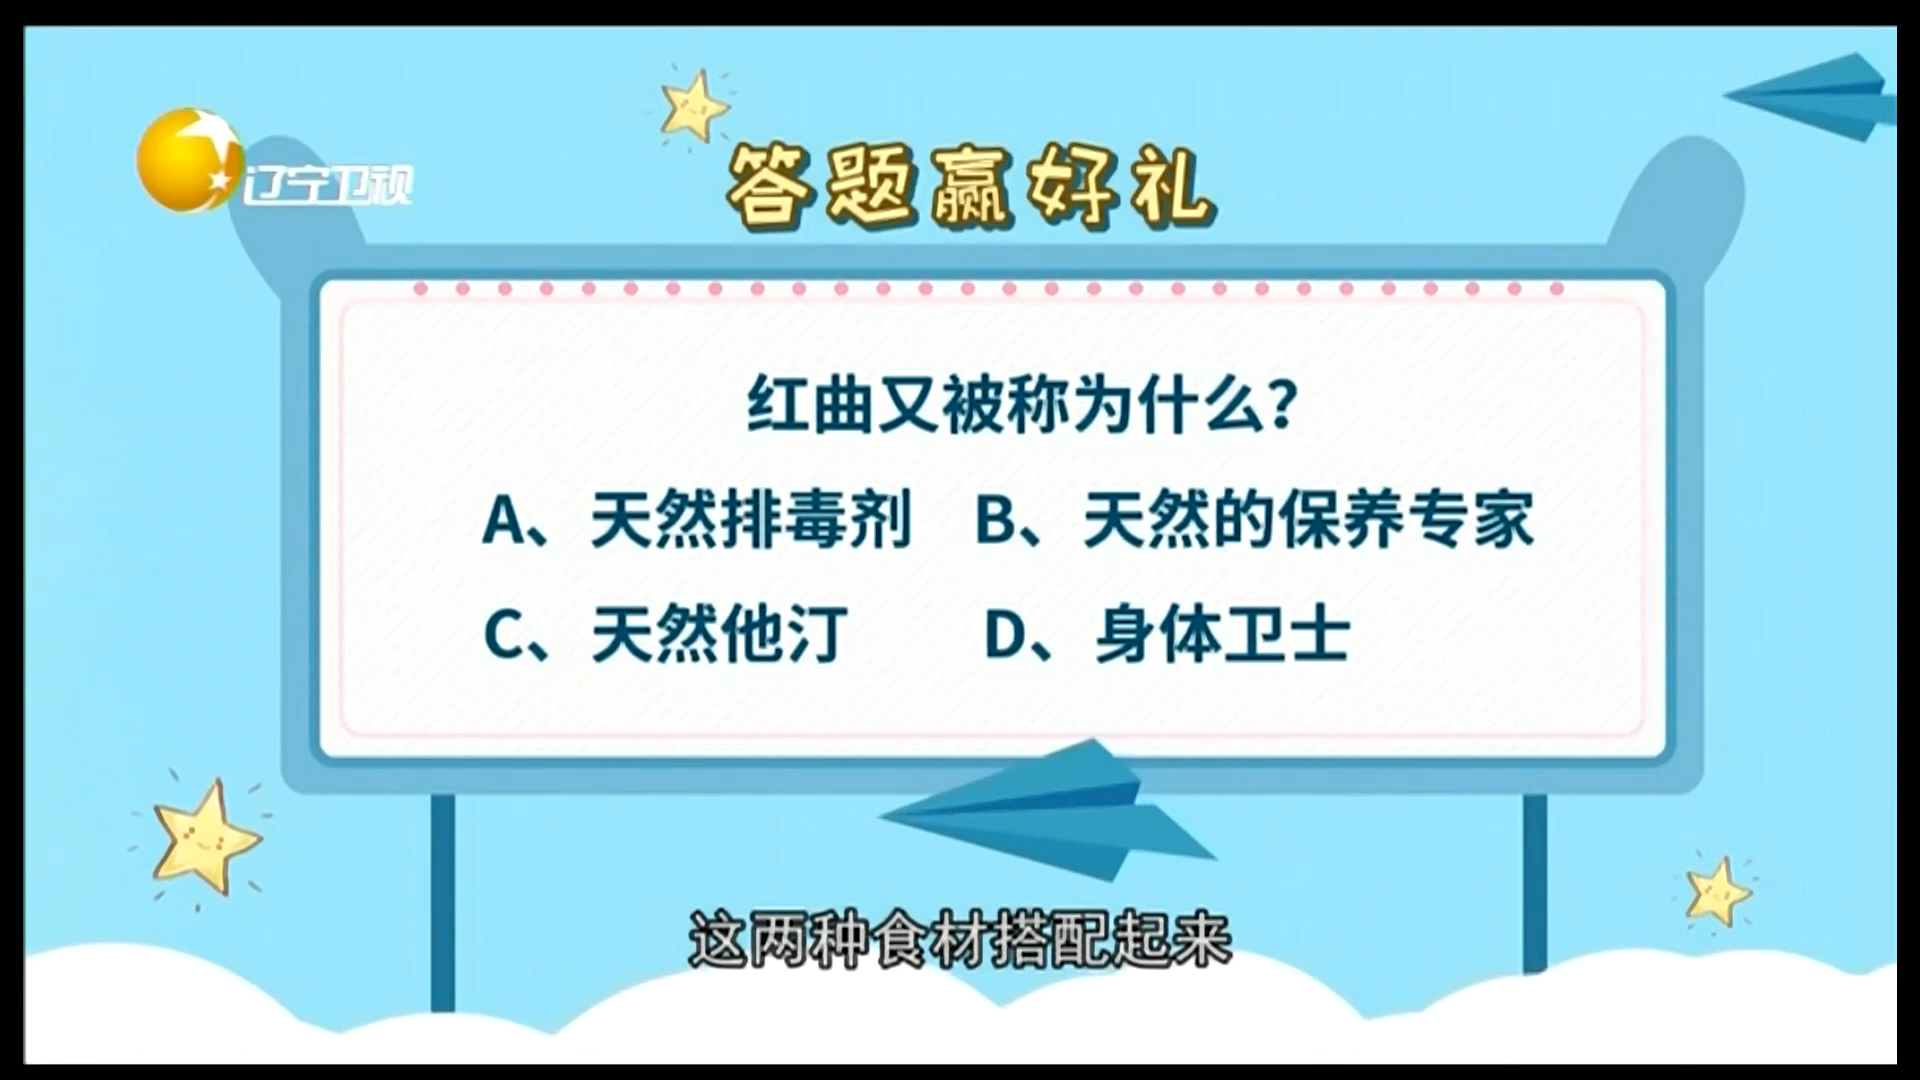 辽宁卫视
答题赢好礼
红曲又被称为什么?
A、天然排毒剂 B、天然的保养专家
C、天然他汀 D、身体卫士
这两种食材搭配起来